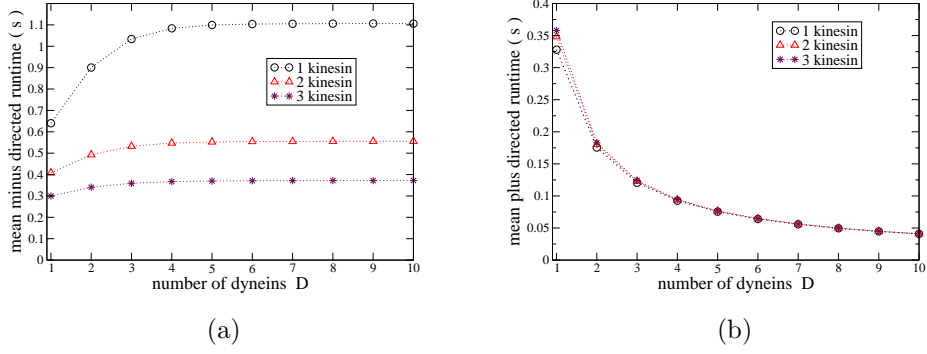 mean minus directed runtime ( s )
1.1
1
0.9
0.8
0.7
0.6
0.5
0.4
0.3
0.2
0.1
0
1 kinesin
2 kinesin
3 kinesin
1 2 3 4 5 6 7 8 9 10
number of dyneins D
(a)
mean plus directed runtime ( s )
0.4
0.35
0.3
0.25
0.2
0.15
0.1
0.05
0
1 kinesin
2 kinesin
3 kinesin
1 2 3 4 5 6 7 8 9 10
number of dyneins D
(b)